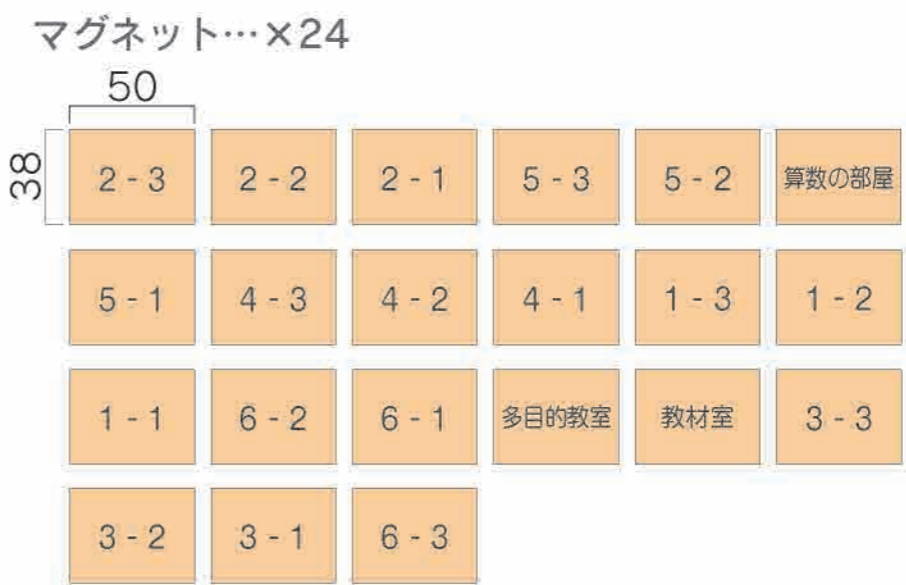 マグネット…×24
50
38
2 - 3 2 - 2 2 - 1 5 - 3 5 - 2 算数の部屋
5 - 1 4 - 3 4 - 2 4 - 1 1 - 3 1 - 2
1 - 1 6 - 2 6 - 1 多目的教室 教材室 3 - 3
3 - 2 3 - 1 6 - 3